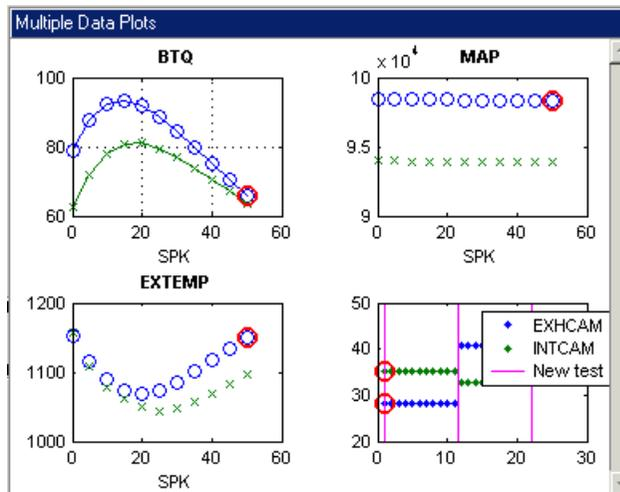 Multiple Data Plots
BTQ
100
80
60
0 20 40 60
SPK
MAP
x 10⁴
10
9.5
9
0 20 40 60
SPK
EXTEMP
1200
1100
1000
0 20 40 60
SPK
50
40
30
20
0 10 20 30
EXHCAM
INTCAM
New test